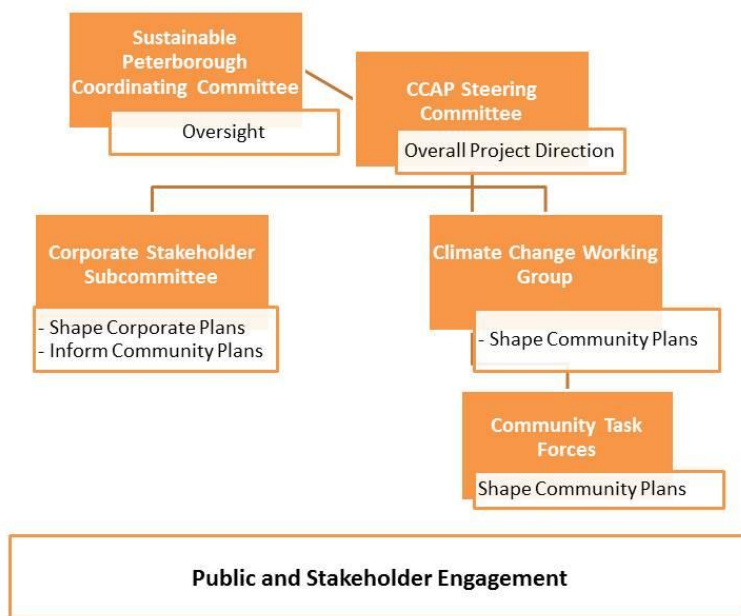 Sustainable
Peterborough
Coordinating Committee
Oversight
CCAP Steering
Committee
Overall Project Direction
Corporate Stakeholder
Subcommittee
- Shape Corporate Plans
- Inform Community Plans
Climate Change Working
Group
- Shape Community Plans
Community Task
Forces
Shape Community Plans
Public and Stakeholder Engagement